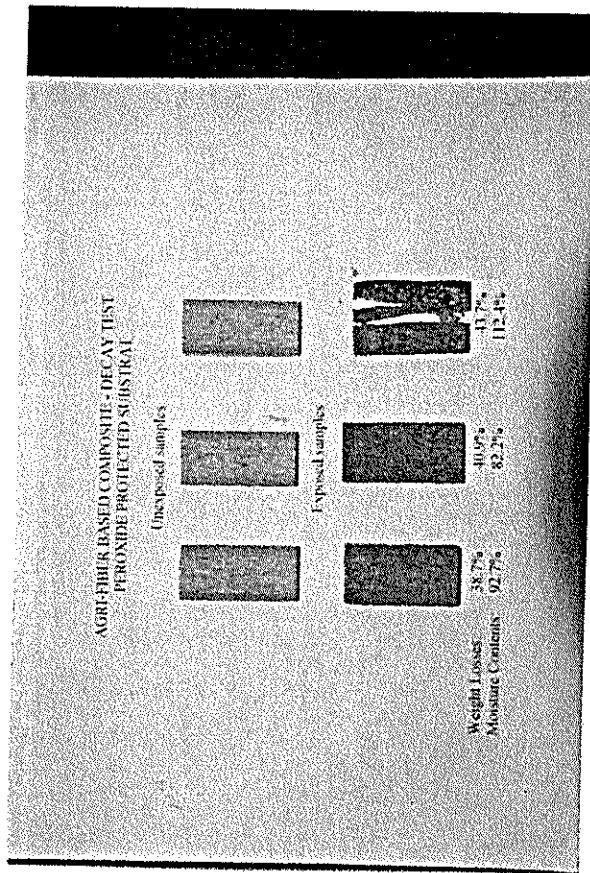 AGRI-FIBER BASED COMPOSITE - DECAY TEST
PEROXIDE PROTECTED SUBSTRAT
Unexposed samples
Exposed samples
Weight Losses 38.7% 40.9% 43.7%
Moisture Contents 92.7% 82.2% 112.4%